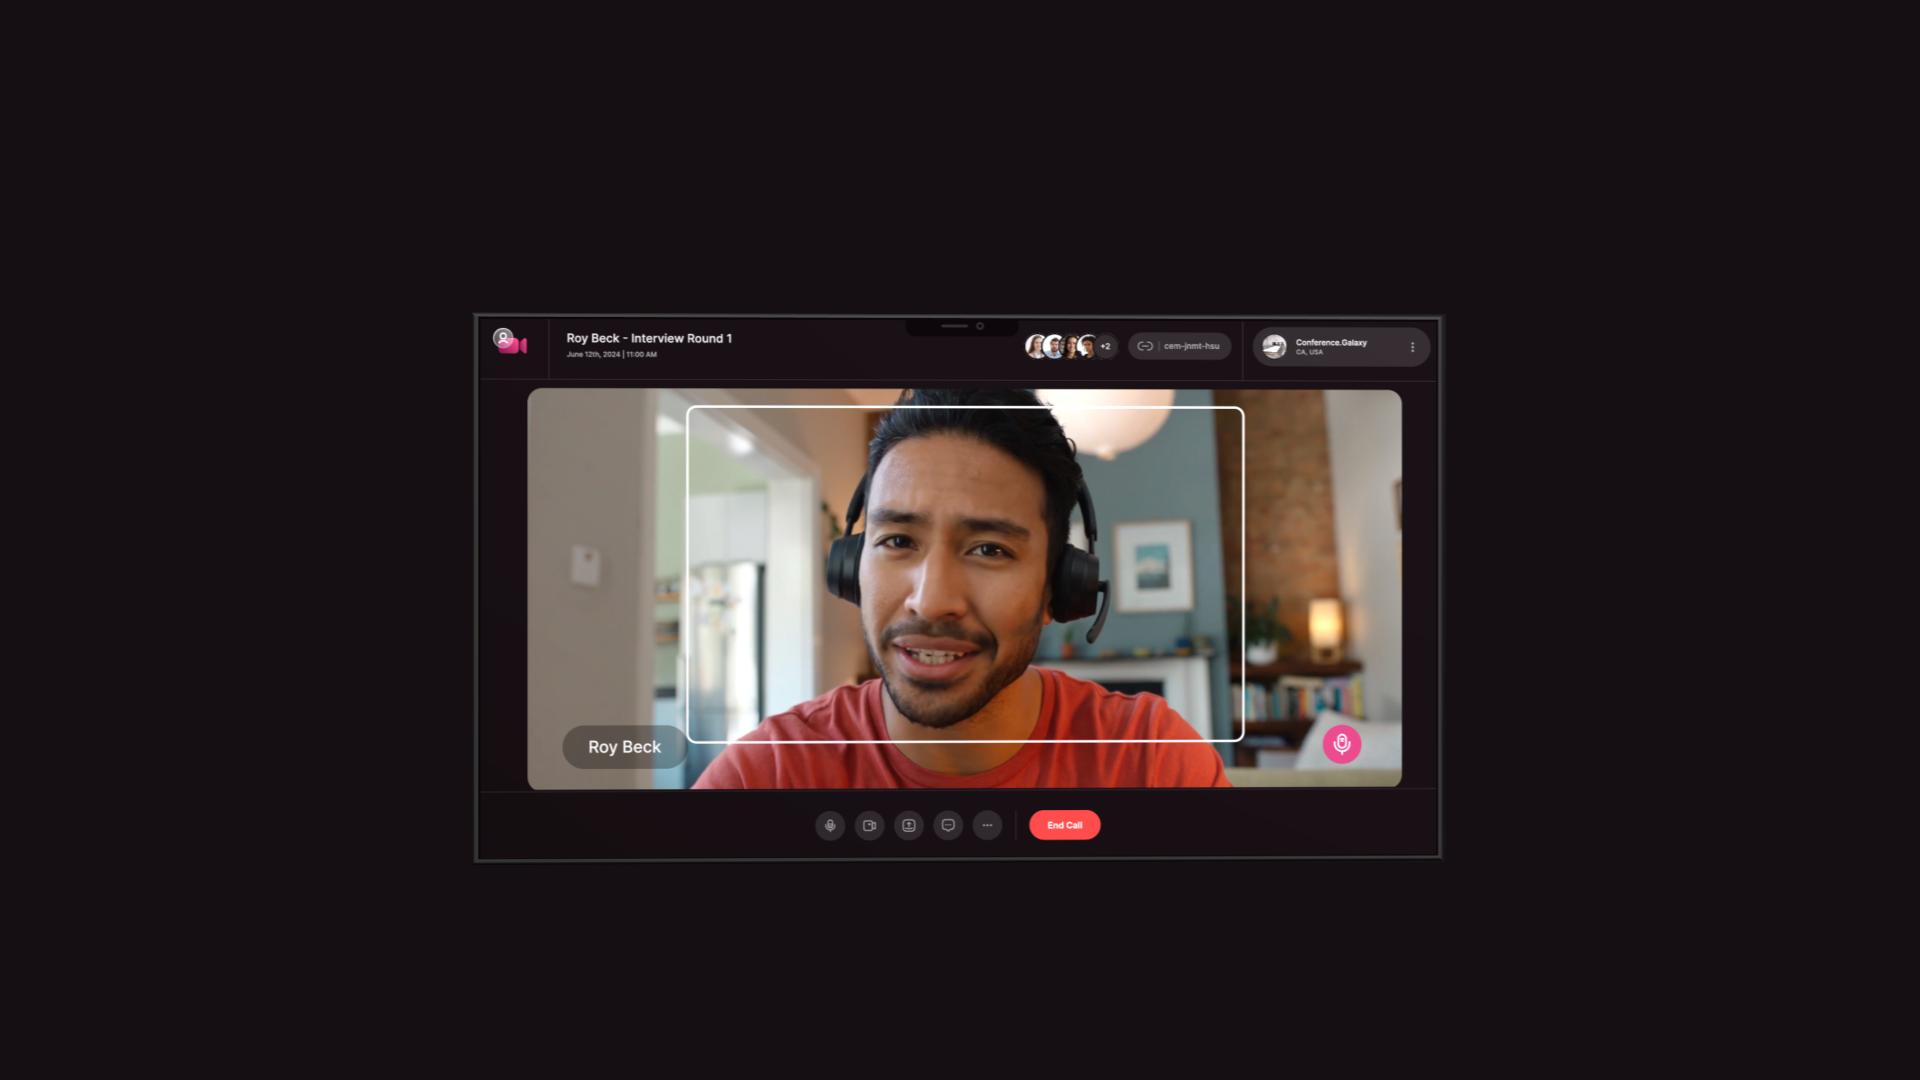 Roy Beck - Interview Round 1
June 12th, 2024 | 11:00 AM
+2
cem-jnmt-hsu
Conference.Galaxy
CA, USA
Roy Beck
End Call